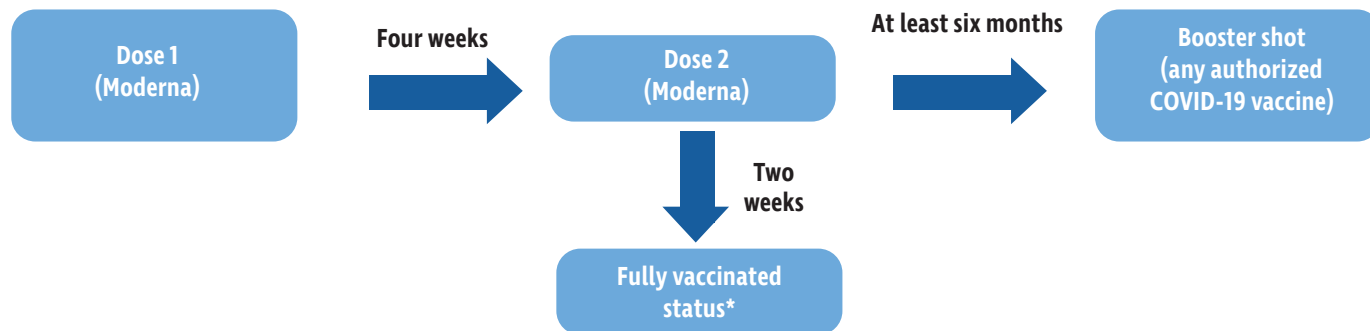 Dose 1
(Moderna)
Four weeks
Dose 2
(Moderna)
At least six months
Booster shot
(any authorized
COVID-19 vaccine)
Two
weeks
Fully vaccinated
status*